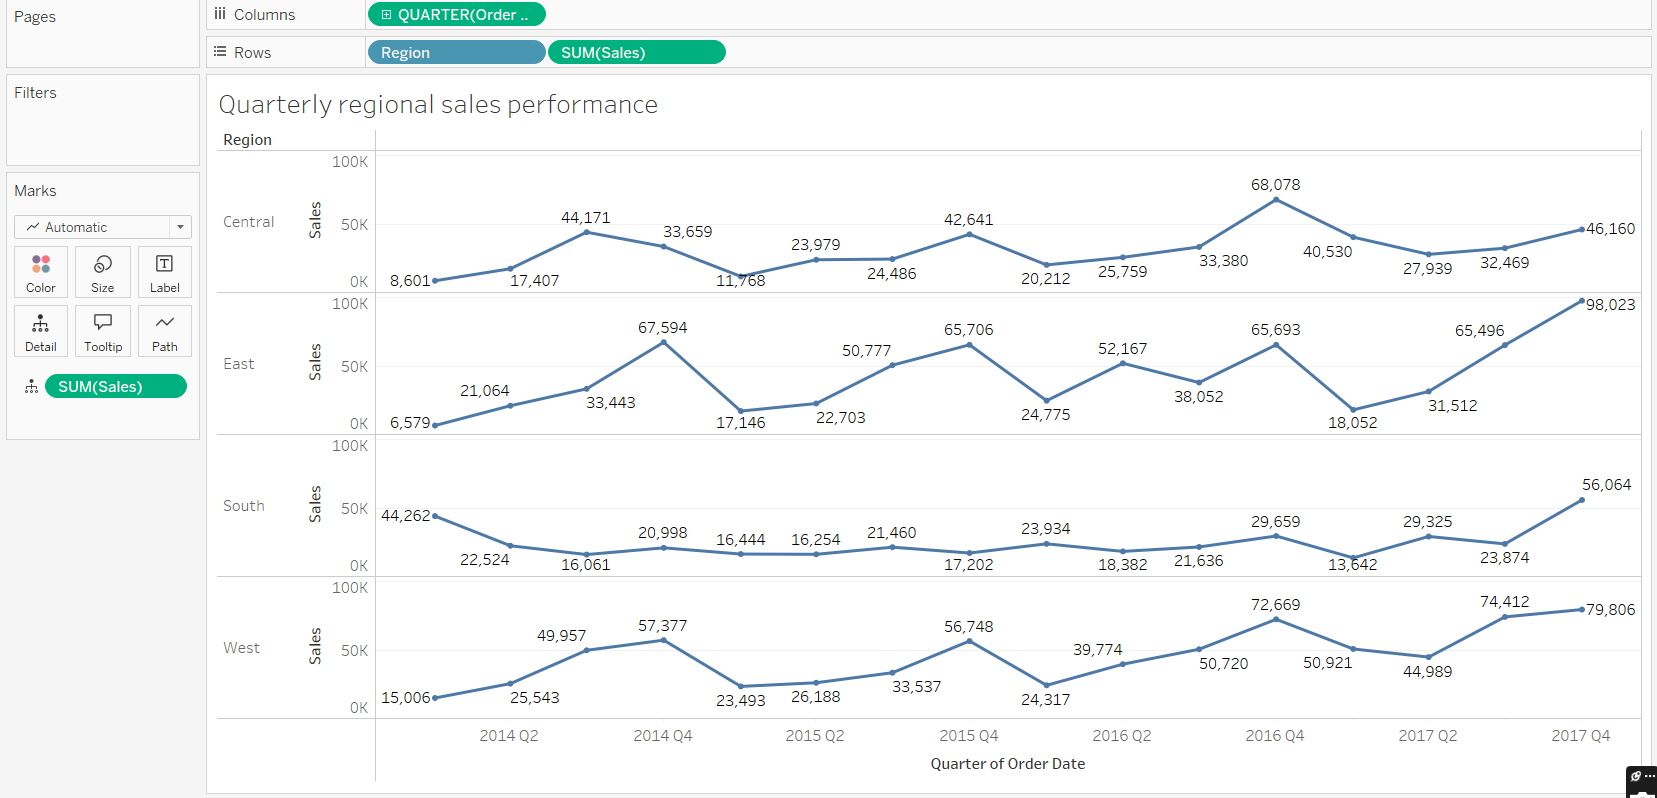 Pages
Columns
QUARTER(Order ..
Rows
Region
SUM(Sales)
Filters
Marks
Automatic
Color
Size
Label
Detail
Tooltip
Path
SUM(Sales)
Quarterly regional sales performance
Region
Central
Sales
100K
50K
0K
8,601
17,407
44,171
33,659
11,768
23,979
24,486
42,641
20,212
25,759
33,380
68,078
40,530
27,939
32,469
46,160
East
Sales
100K
50K
0K
6,579
21,064
33,443
67,594
17,146
22,703
50,777
65,706
24,775
52,167
38,052
65,693
18,052
31,512
65,496
98,023
South
Sales
100K
50K
0K
44,262
22,524
16,061
20,998
16,444
16,254
21,460
17,202
23,934
18,382
21,636
29,659
13,642
29,325
23,874
56,064
West
Sales
100K
50K
0K
15,006
25,543
49,957
57,377
23,493
26,188
33,537
56,748
24,317
39,774
50,720
72,669
50,921
44,989
74,412
79,806
2014 Q2
2014 Q4
2015 Q2
2015 Q4
2016 Q2
2016 Q4
2017 Q2
2017 Q4
Quarter of Order Date